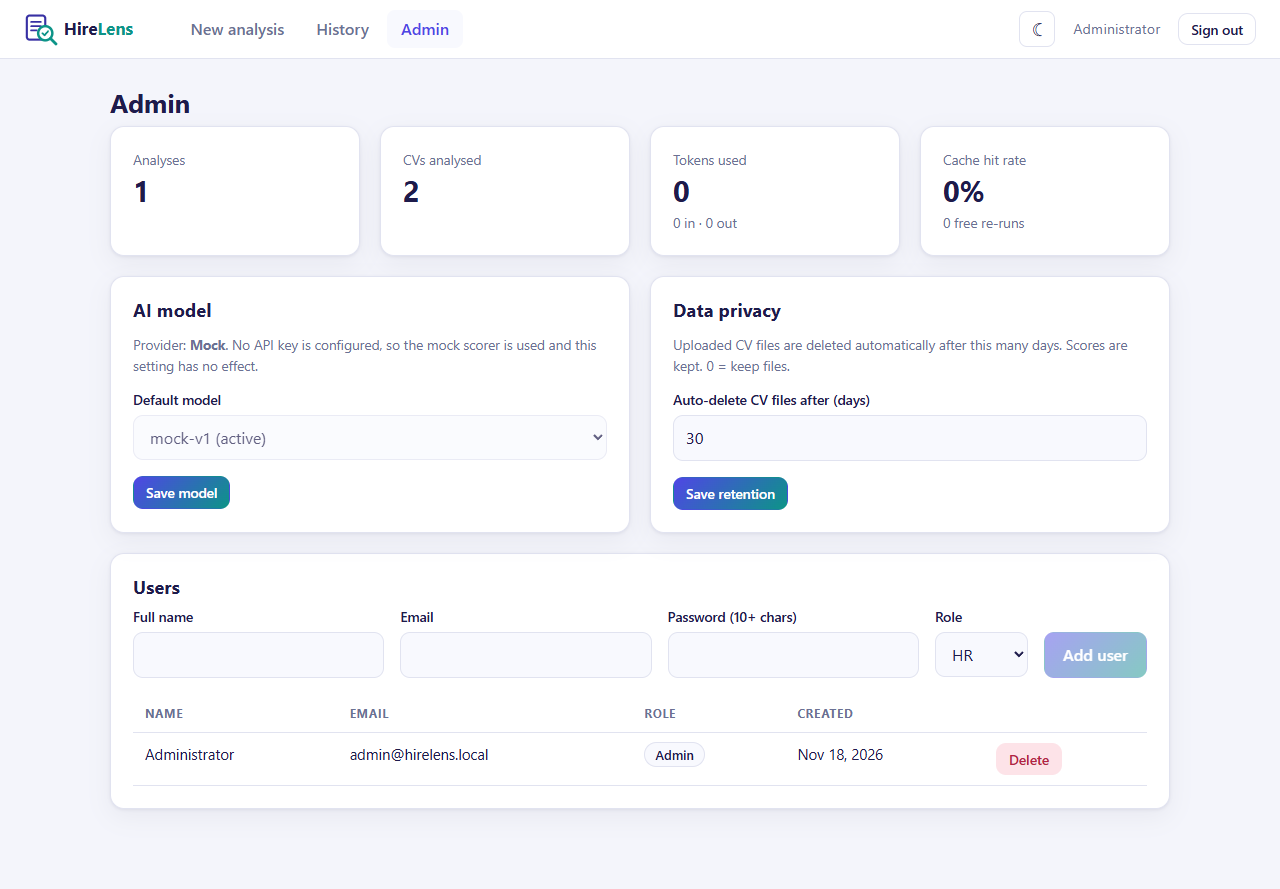 HireLens
New analysis
History
Admin
Administrator
Sign out
Admin
Analyses
1
CVs analysed
2
Tokens used
0
0 in · 0 out
Cache hit rate
0%
0 free re-runs
AI model
Provider: Mock. No API key is configured, so the mock scorer is used and this
setting has no effect.
Default model
mock-v1 (active)
Save model
Data privacy
Uploaded CV files are deleted automatically after this many days. Scores are
kept. 0 = keep files.
Auto-delete CV files after (days)
30
Save retention
Users
Full name
Email
Password (10+ chars)
Role
HR
Add user
NAME EMAIL ROLE CREATED
Administrator admin@hirelens.local Admin Nov 18, 2026 Delete